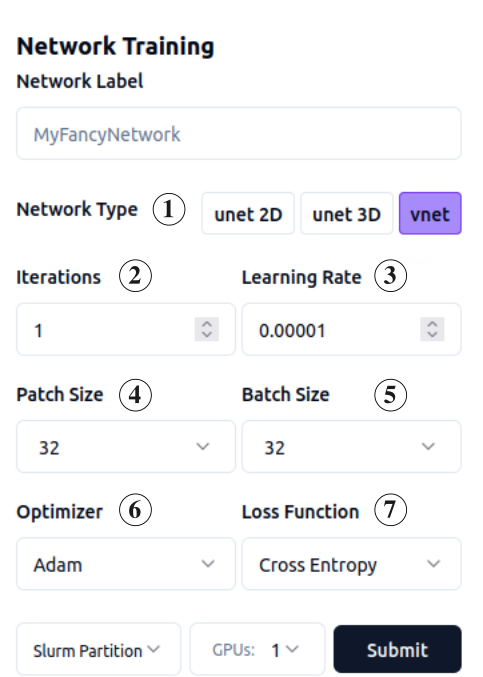 Network Training
Network Label
MyFancyNetwork
Network Type 1 unet 2D unet 3D vnet
Iterations 2 Learning Rate 3
1 0.00001
Patch Size 4 Batch Size 5
32 32
Optimizer 6 Loss Function 7
Adam Cross Entropy
Slurm Partition GPUs: 1 Submit